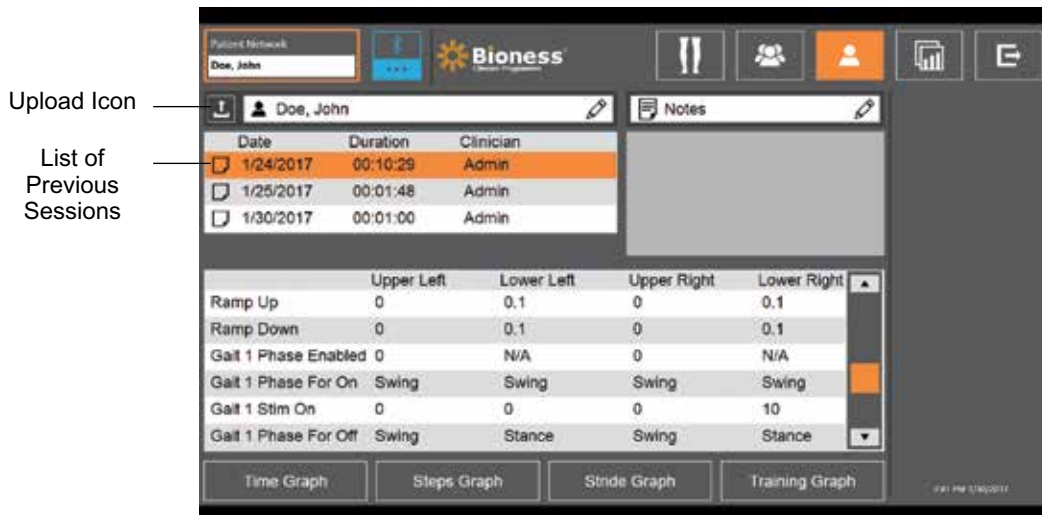 Patient Network
Doe, John
Bioness
Upload Icon
Doe, John
Notes
List of
Previous
Sessions
Date Duration Clinician
1/24/2017 00:10:29 Admin
1/25/2017 00:01:48 Admin
1/30/2017 00:01:00 Admin
Upper Left Lower Left Upper Right Lower Right
Ramp Up 0 0.1 0 0.1
Ramp Down 0 0.1 0 0.1
Gait 1 Phase Enabled 0 N/A 0 N/A
Gait 1 Phase For On Swing Swing Swing Swing
Gait 1 Stim On 0 0 0 10
Gait 1 Phase For Off Swing Stance Swing Stance
Time Graph Steps Graph Stride Graph Training Graph